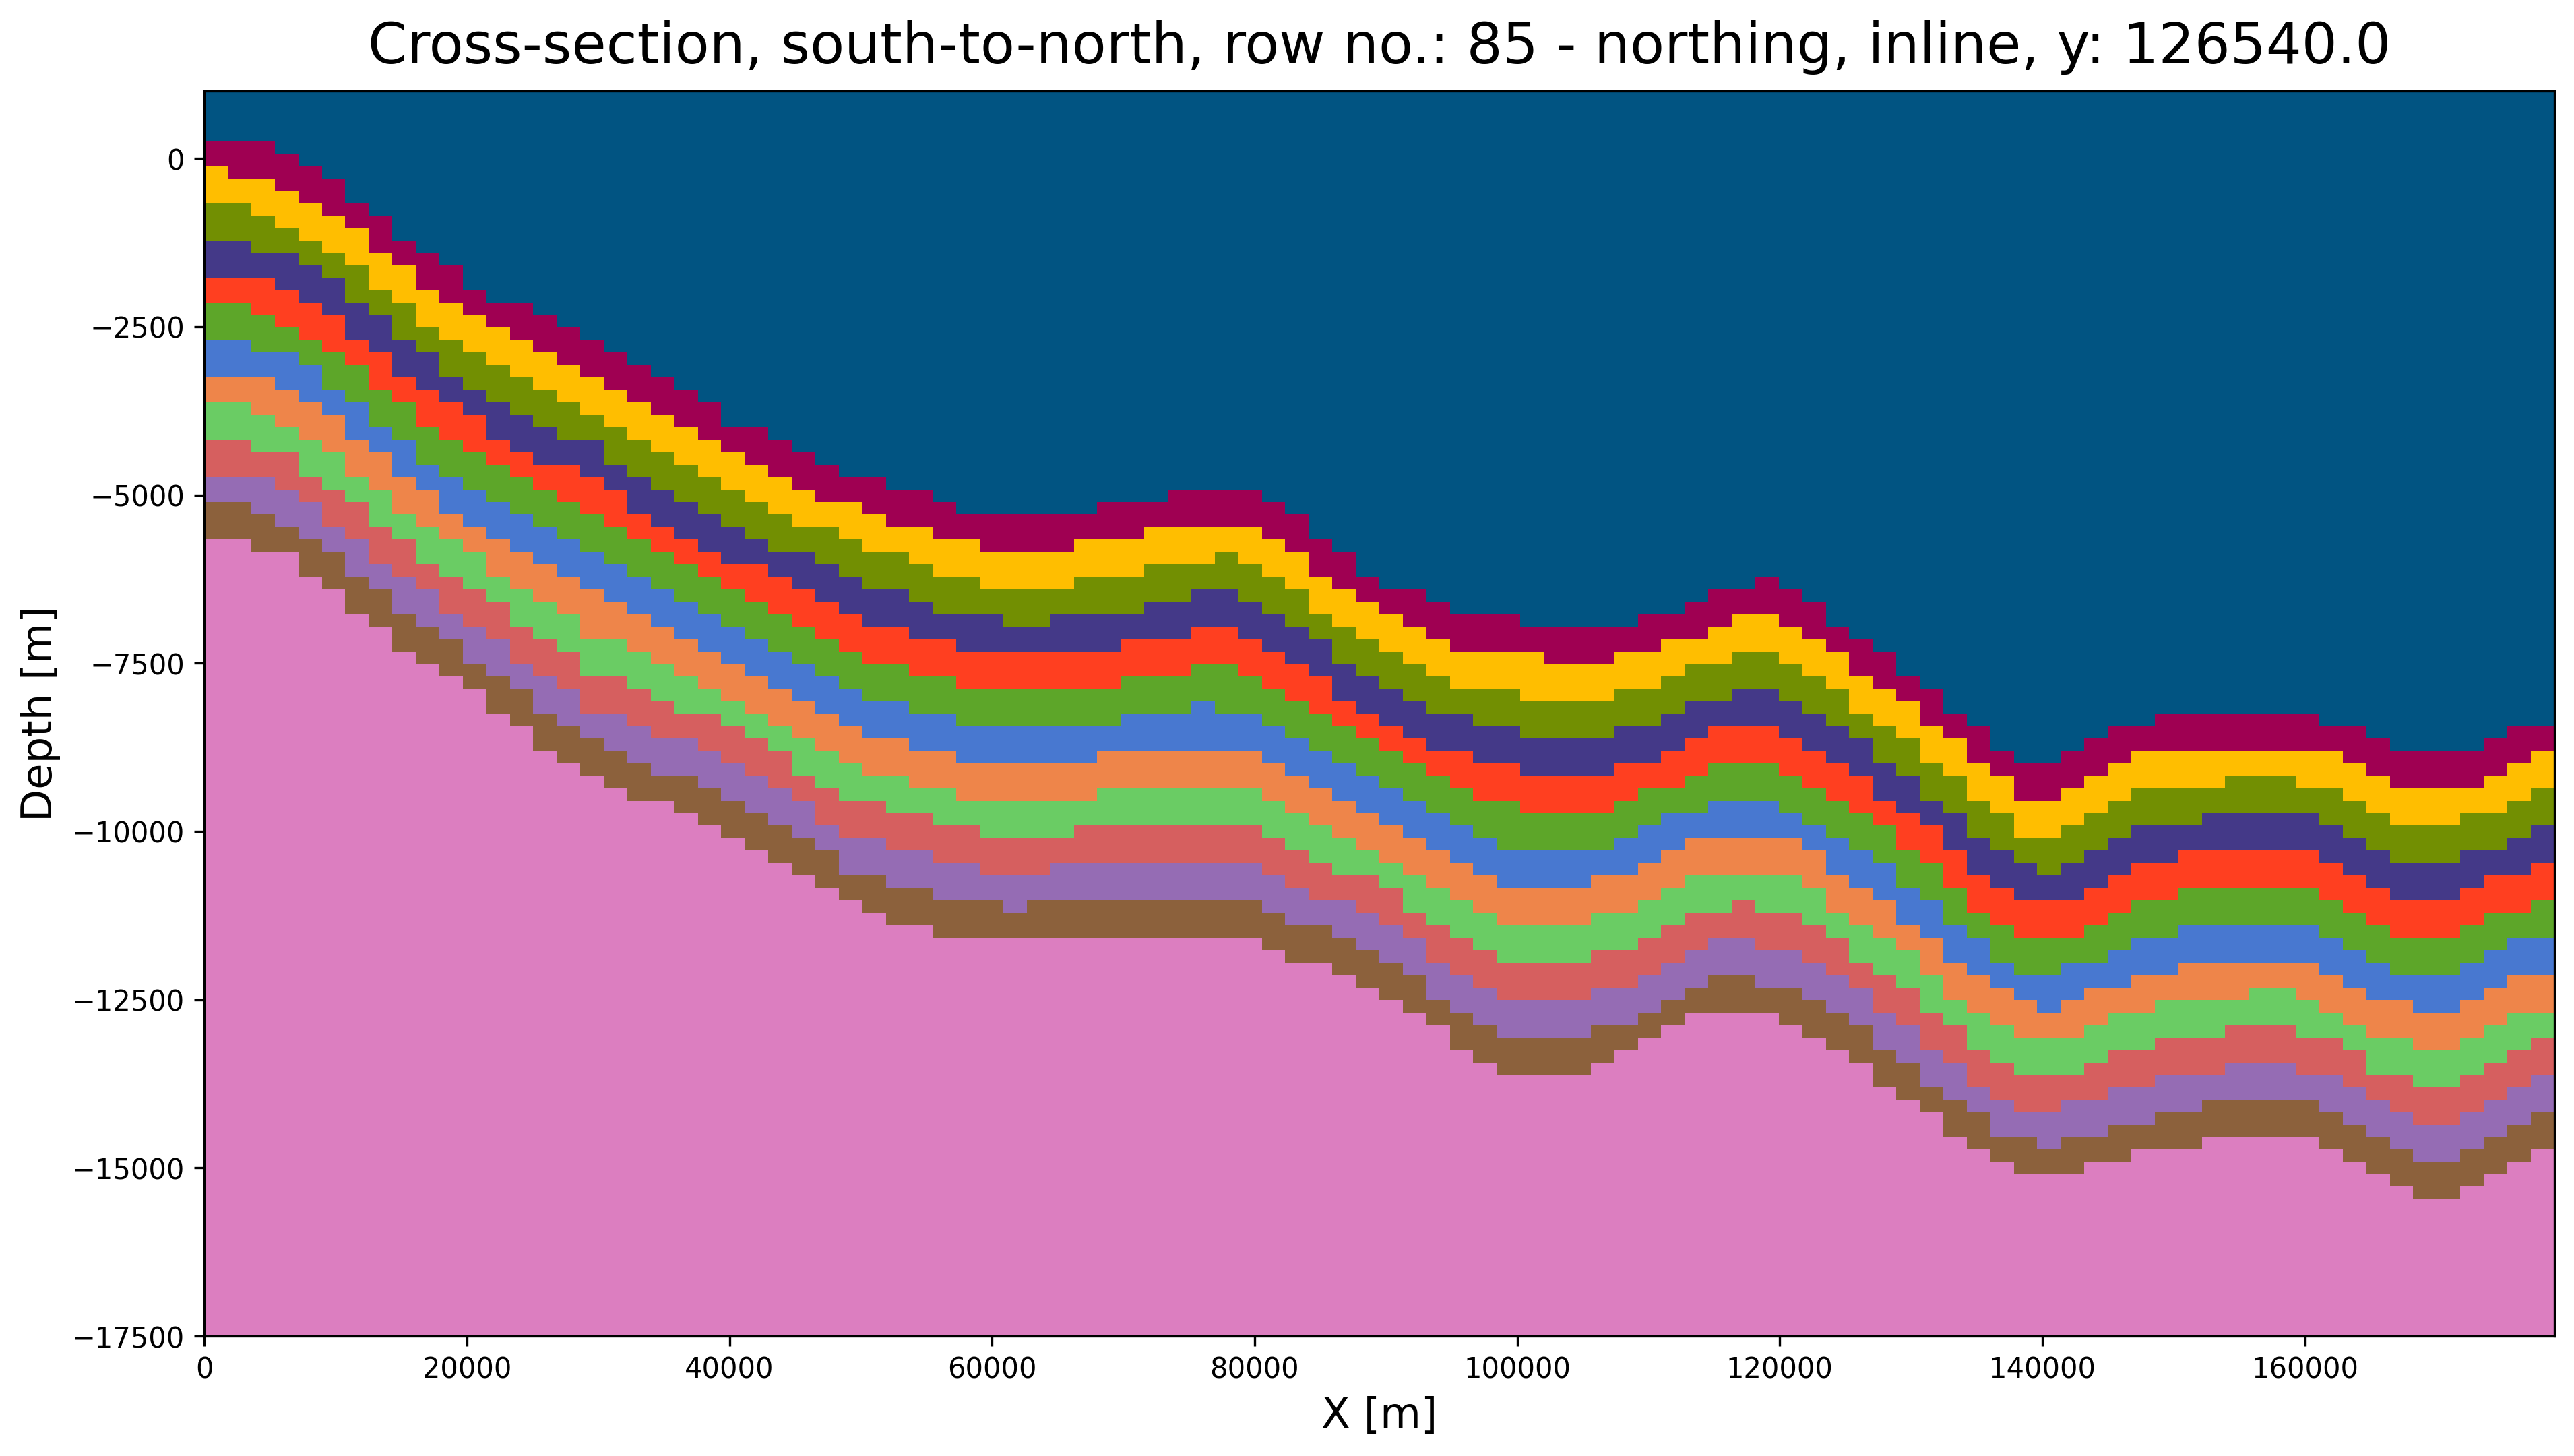 Cross-section, south-to-north, row no.: 85 - northing, inline, y: 126540.0
Depth [m]
0
−2500
−5000
−7500
−10000
−12500
−15000
−17500
0 20000 40000 60000 80000 100000 120000 140000 160000
X [m]